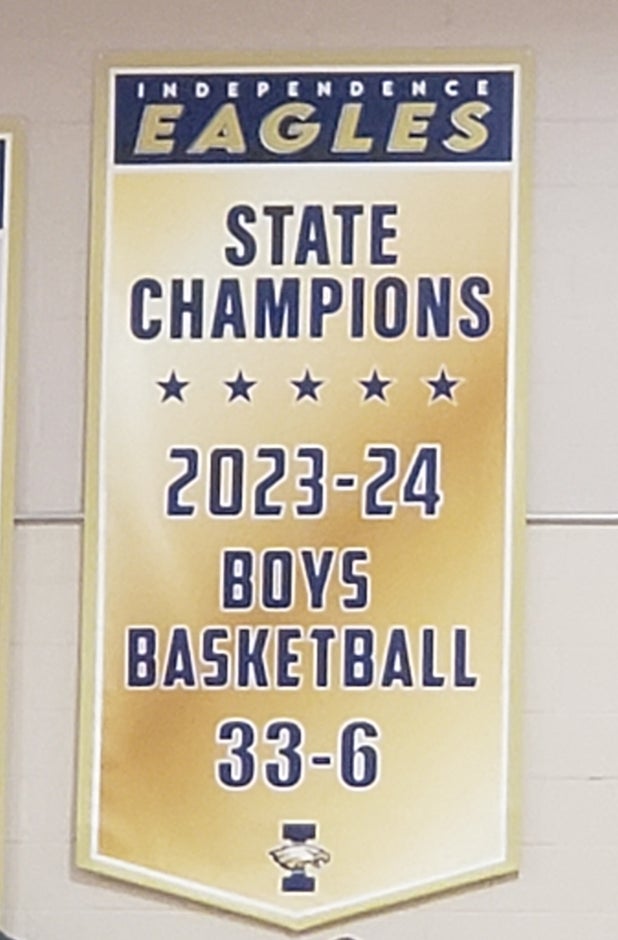 INDEPENDENCE
EAGLES
STATE
CHAMPIONS
2023-24
BOYS
BASKETBALL
33-6
I